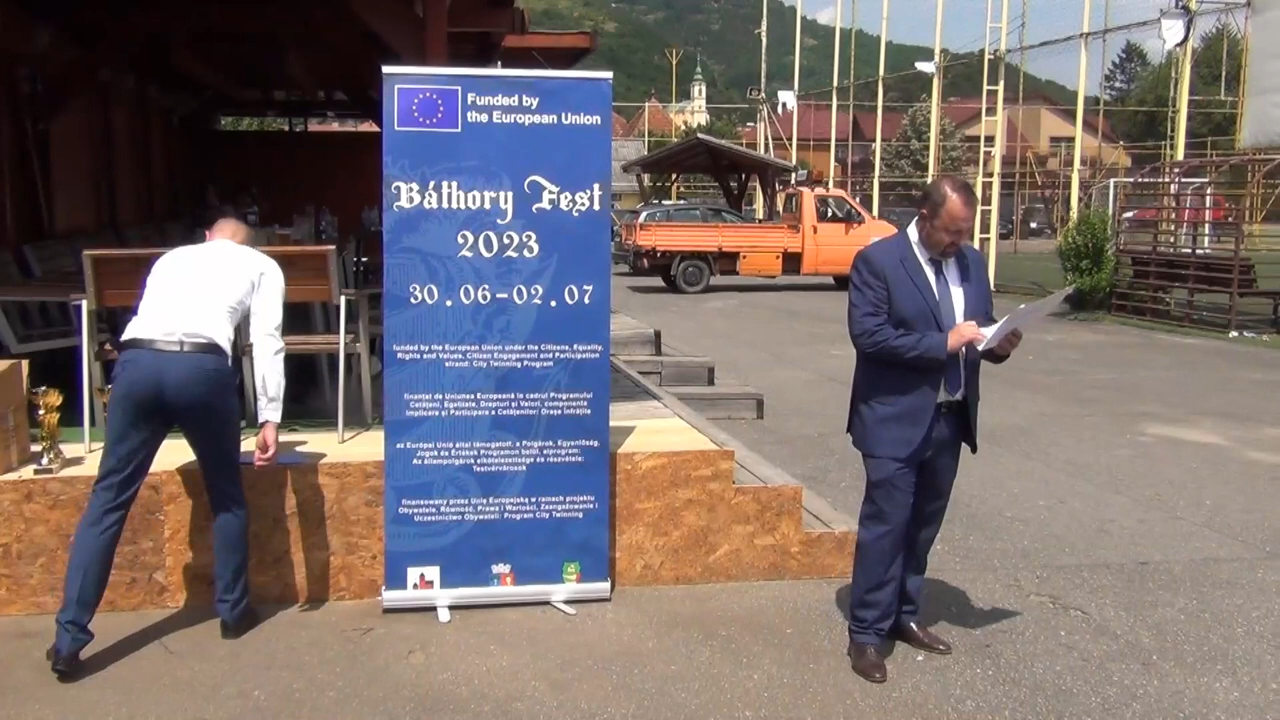 Funded by
the European Union
Báthory Fest
2023
30.06-02.07
funded by the European Union under the Citizens, Equality,
Rights and Values, Citizen Engagement and Participation
strand: City Twinning Program
finanțat de Uniunea Europeană în cadrul Programului
Cetățeni, Egalitate, Drepturi și Valori, componenta
Implicare și Participare a Cetățenilor: Orașe Înfrățite
az Európai Unió által támogatott, a Polgárok, Egyenlőség,
Jogok és Értékek Programon belül, alprogram:
Az állampolgárok elkötelezettsége és részvétele:
Testvérvárosok
finansowany przez Unię Europejską w ramach projektu
Obywatele, Równość, Prawa i Wartości, Zaangażowanie i
Uczestnictwo Obywateli: Program City Twinning